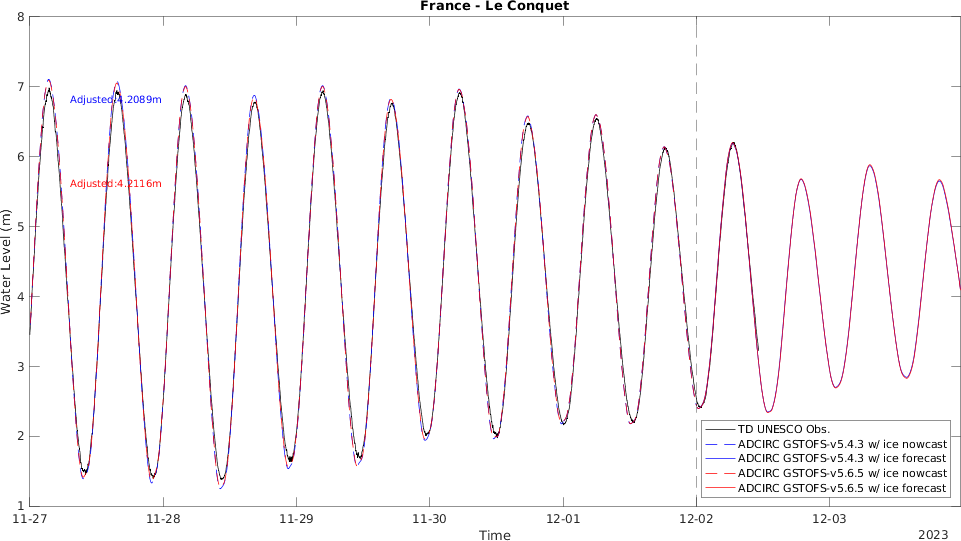 France - Le Conquet
8
7
6
5
4
3
2
1
Water Level (m)
Adjusted:4.2089m
Adjusted:4.2116m
TD UNESCO Obs.
ADCIRC GSTOFS-v5.4.3 w/ ice nowcast
ADCIRC GSTOFS-v5.4.3 w/ ice forecast
ADCIRC GSTOFS-v5.6.5 w/ ice nowcast
ADCIRC GSTOFS-v5.6.5 w/ ice forecast
11-27 11-28 11-29 11-30 12-01 12-02 12-03
Time
2023